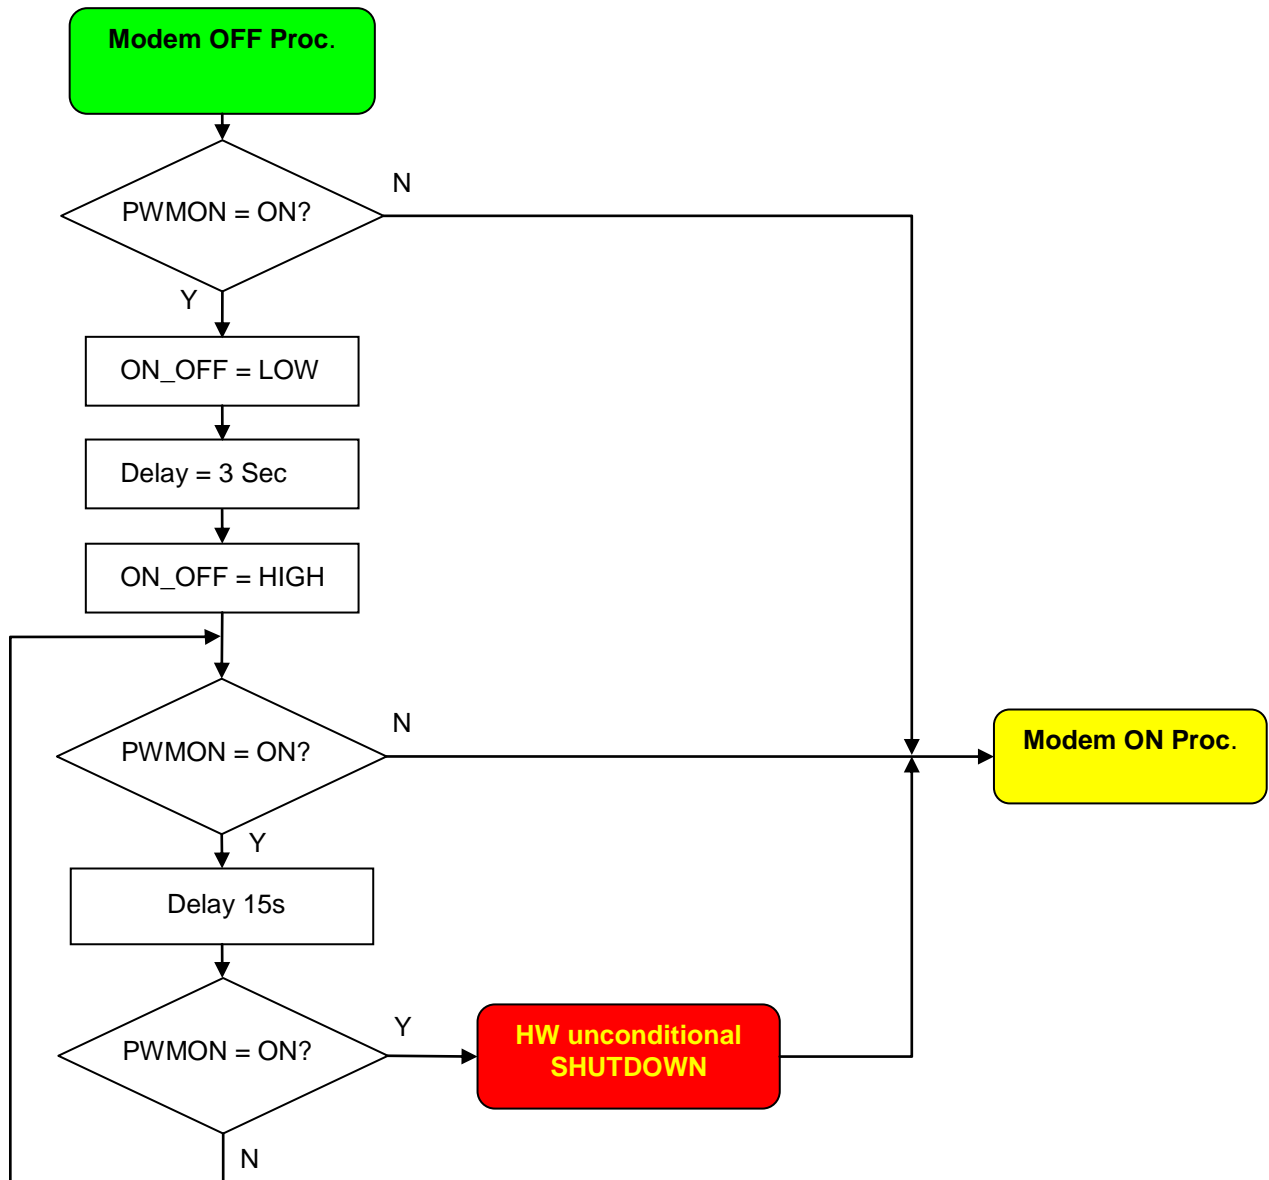 Modem OFF Proc.
N
PWMON = ON?
Y
ON_OFF = LOW
Delay = 3 Sec
ON_OFF = HIGH
N
PWMON = ON?
Modem ON Proc.
Y
Delay 15s
Y
PWMON = ON?
HW unconditional
SHUTDOWN
N